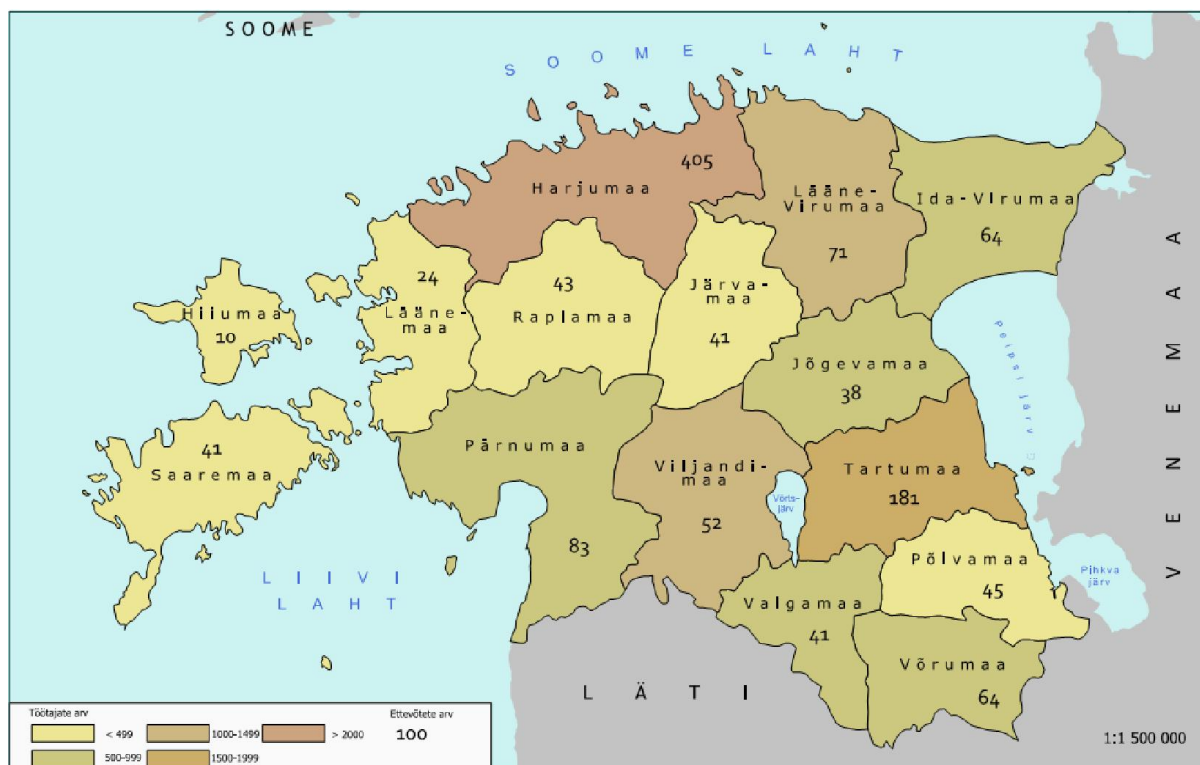 SOOME
SOOME LAHT
Harjumaa
405
Lääne-
Virumaa
71
Ida-Virumaa
64
Hiiumaa
10
24
Lääne-
maa
43
Raplamaa
Järva-
maa
41
Jõgevamaa
38
Peipsi järv
VENEMAA
41
Saaremaa
Pärnumaa
83
Viljandi-
maa
52
Võrts-
järv
Tartumaa
181
Põlvamaa
45
Pihkva
järv
LIIVI
LAHT
Valgamaa
41
Võrumaa
64
LÄTI
Töötajate arv
< 499
1000-1499
> 2000
500-999
1500-1999
Ettevõtete arv
100
1:1 500 000